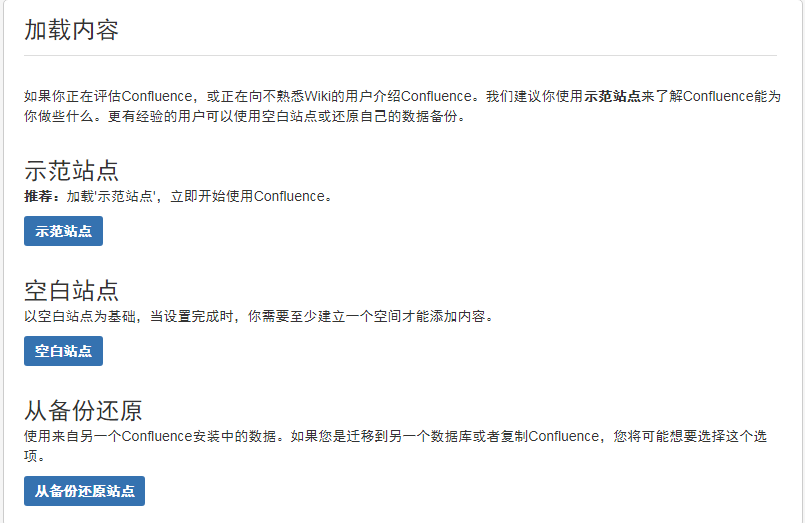 加载内容
如果你正在评估Confluence，或正在向不熟悉Wiki的用户介绍Confluence。我们建议你使用示范站点来了解Confluence能为
你做些什么。更有经验的用户可以使用空白站点或还原自己的数据备份。
示范站点
推荐：加载'示范站点'，立即开始使用Confluence。
示范站点
空白站点
以空白站点为基础，当设置完成时，你需要至少建立一个空间才能添加内容。
空白站点
从备份还原
使用来自另一个Confluence安装中的数据。如果您是迁移到另一个数据库或者复制Confluence，您将可能想要选择这个选
项。
从备份还原站点